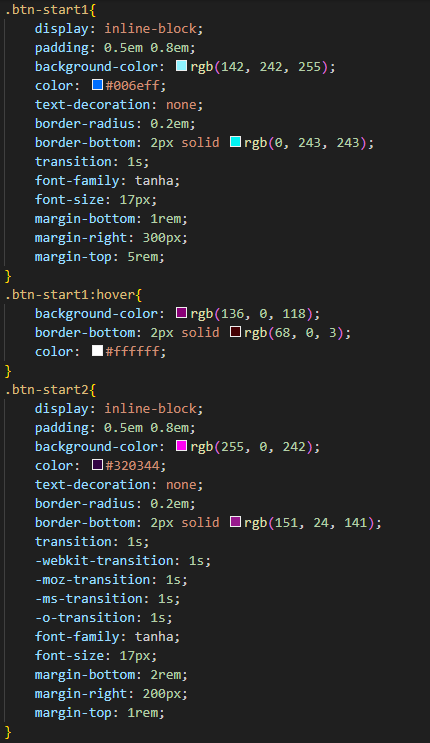 .btn-start1{
    display: inline-block;
    padding: 0.5em 0.8em;
    background-color: rgb(142, 242, 255);
    color: #006eff;
    text-decoration: none;
    border-radius: 0.2em;
    border-bottom: 2px solid rgb(0, 243, 243);
    transition: 1s;
    font-family: tanha;
    font-size: 17px;
    margin-bottom: 1rem;
    margin-right: 300px;
    margin-top: 5rem;
}
.btn-start1:hover{
    background-color: rgb(136, 0, 118);
    border-bottom: 2px solid rgb(68, 0, 3);
    color: #ffffff;
}
.btn-start2{
    display: inline-block;
    padding: 0.5em 0.8em;
    background-color: rgb(255, 0, 242);
    color: #320344;
    text-decoration: none;
    border-radius: 0.2em;
    border-bottom: 2px solid rgb(151, 24, 141);
    transition: 1s;
    -webkit-transition: 1s;
    -moz-transition: 1s;
    -ms-transition: 1s;
    -o-transition: 1s;
    font-family: tanha;
    font-size: 17px;
    margin-bottom: 2rem;
    margin-right: 200px;
    margin-top: 1rem;
}